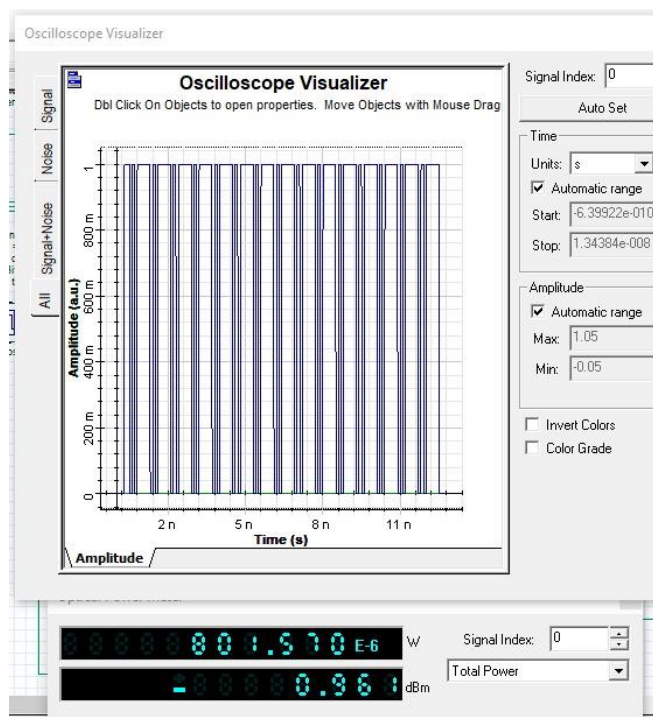 Oscilloscope Visualizer
Signal
Noise
Signal+Noise
All
Oscilloscope Visualizer
Dbl Click On Objects to open properties. Move Objects with Mouse Drag
Amplitude (a.u.)
1
800 m
600 m
400 m
200 m
0
2 n
5 n
8 n
11 n
Time (s)
Amplitude
Signal Index: 0
Auto Set
Time
Units: s
Automatic range
Start: -6.39922e-010
Stop: 1.34384e-008
Amplitude
Automatic range
Max: 1.05
Min: -0.05
Invert Colors
Color Grade
801.570 E-6 W
- 0.961 dBm
Signal Index: 0
Total Power